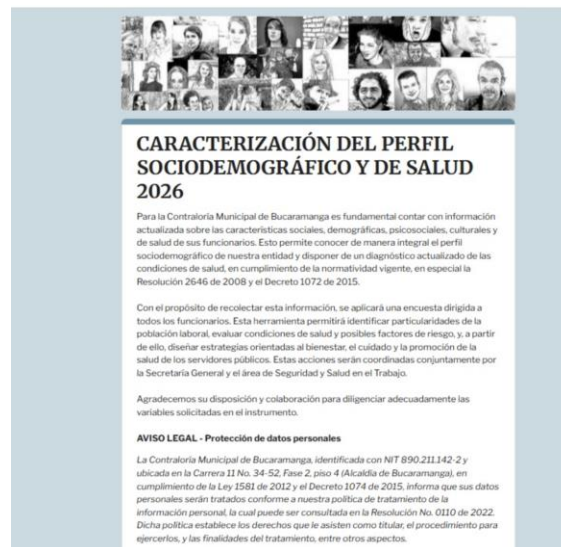 CARACTERIZACIÓN DEL PERFIL
SOCIODEMOGRÁFICO Y DE SALUD
2026
Para la Contraloría Municipal de Bucaramanga es fundamental contar con información
actualizada sobre las características sociales, demográficas, psicosociales, culturales y
de salud de sus funcionarios. Esto permite conocer de manera integral el perfil
sociodemográfico de nuestra entidad y disponer de un diagnóstico actualizado de las
condiciones de salud, en cumplimiento de la normatividad vigente, en especial la
Resolución 2646 de 2008 y el Decreto 1072 de 2015.
Con el propósito de recolectar esta información, se aplicará una encuesta dirigida a
todos los funcionarios. Esta herramienta permitirá identificar particularidades de la
población laboral, evaluar condiciones de salud y posibles factores de riesgo, y, a partir
de ello, diseñar estrategias orientadas al bienestar, el cuidado y la promoción de la
salud de los servidores públicos. Estas acciones serán coordinadas conjuntamente por
la Secretaría General y el área de Seguridad y Salud en el Trabajo.
Agradecemos su disposición y colaboración para diligenciar adecuadamente las
variables solicitadas en el instrumento.
AVISO LEGAL - Protección de datos personales
La Contraloría Municipal de Bucaramanga, identificada con NIT 890.211.142-2 y
ubicada en la Carrera 11 No. 34-52, Fase 2, piso 4 (Alcaldía de Bucaramanga), en
cumplimiento de la Ley 1581 de 2012 y el Decreto 1074 de 2015, informa que sus datos
personales serán tratados conforme a nuestra política de tratamiento de la
información personal, la cual puede ser consultada en la Resolución No. 0110 de 2022.
Dicha política establece los derechos que le asisten como titular, el procedimiento para
ejercerlos, y las finalidades del tratamiento, entre otros aspectos.